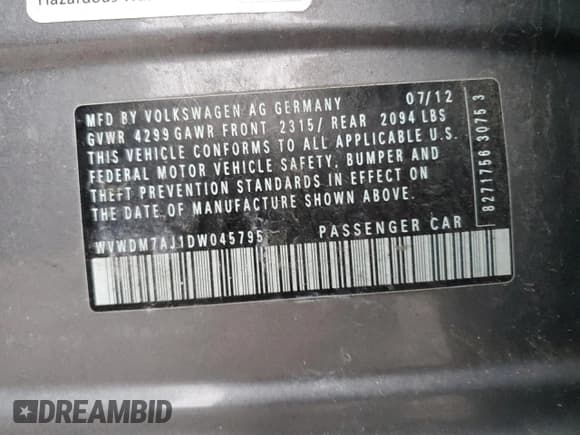 MFD BY VOLKSWAGEN AG GERMANY 07/12
GVWR 4299 GAWR FRONT 2315/ REAR 2094 LBS
THIS VEHICLE CONFORMS TO ALL APPLICABLE U.S.
FEDERAL MOTOR VEHICLE SAFETY, BUMPER AND
THEFT PREVENTION STANDARDS IN EFFECT ON
THE DATE OF MANUFACTURE SHOWN ABOVE.
WVWDM7AJ1DW045795 PASSENGER CAR
8271756 3075 3
DREAMBID